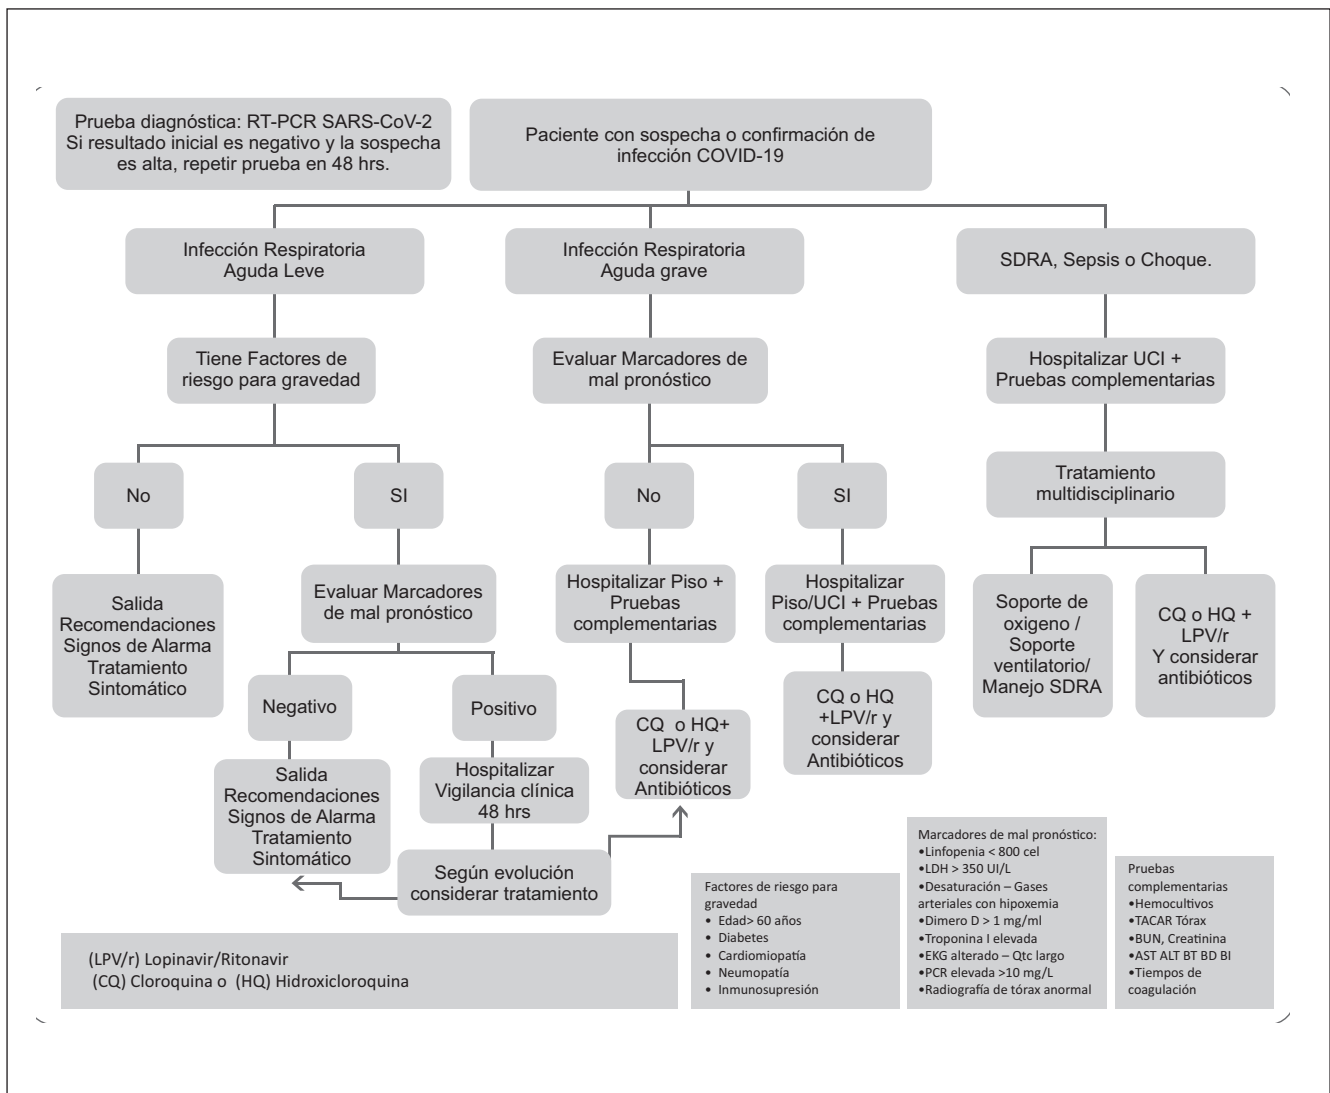 Prueba diagnóstica: RT-PCR SARS-CoV-2
Si resultado inicial es negativo y la sospecha
es alta, repetir prueba en 48 hrs.
Paciente con sospecha o confirmación de
infección COVID-19
Infección Respiratoria
Aguda Leve
Infección Respiratoria
Aguda grave
SDRA, Sepsis o Choque.
Tiene Factores de
riesgo para gravedad
Evaluar Marcadores de
mal pronóstico
Hospitalizar UCI +
Pruebas complementarias
No
SI
No
SI
Tratamiento
multidisciplinario
Salida
Recomendaciones
Signos de Alarma
Tratamiento
Sintomático
Evaluar Marcadores
de mal pronóstico
Hospitalizar Piso +
Pruebas
complementarias
Hospitalizar
Piso/UCI + Pruebas
complementarias
Soporte de
oxigeno /
Soporte
ventilatorio/
Manejo SDRA
CQ o HQ +
LPV/r
Y considerar
antibióticos
Negativo
Positivo
CQ o HQ+
LPV/r y
considerar
Antibióticos
CQ o HQ
+LPV/r y
considerar
Antibióticos
Salida
Recomendaciones
Signos de Alarma
Tratamiento
Sintomático
Hospitalizar
Vigilancia clínica
48 hrs
Según evolución
considerar tratamiento
(LPV/r) Lopinavir/Ritonavir
(CQ) Cloroquina o (HQ) Hidroxicloroquina
Factores de riesgo para
gravedad
• Edad> 60 años
• Diabetes
• Cardiomiopatía
• Neumopatía
• Inmunosupresión
Marcadores de mal pronóstico:
•Linfopenia < 800 cel
•LDH > 350 UI/L
•Desaturación – Gases
arteriales con hipoxemia
•Dimero D > 1 mg/ml
•Troponina I elevada
•EKG alterado – Qtc largo
•PCR elevada >10 mg/L
•Radiografía de tórax anormal
Pruebas
complementarias
•Hemocultivos
•TACAR Tórax
•BUN, Creatinina
•AST ALT BT BD BI
•Tiempos de
coagulación